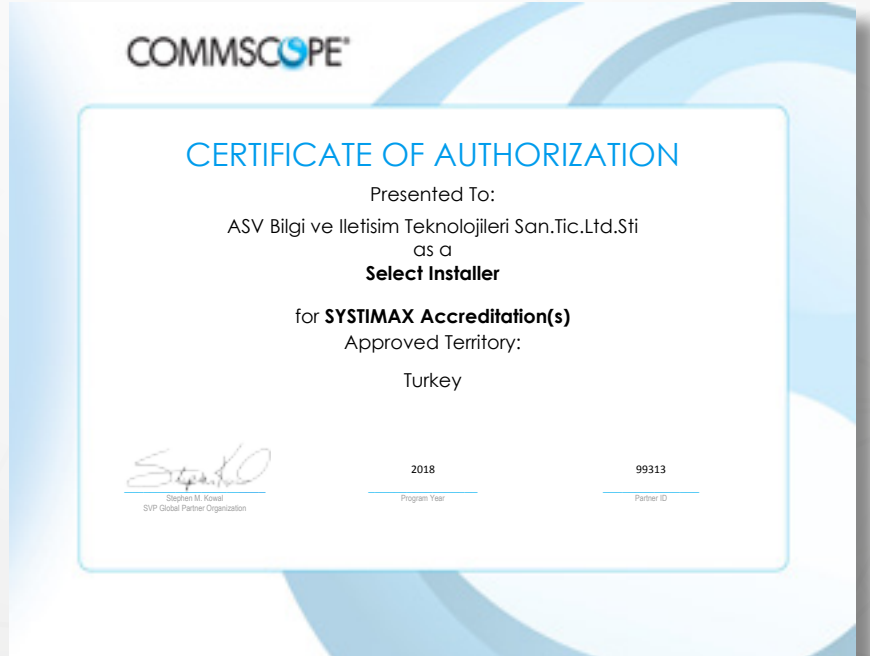 COMMSCOPE®
CERTIFICATE OF AUTHORIZATION
Presented To:
ASV Bilgi ve Iletisim Teknolojileri San.Tic.Ltd.Sti
as a
Select Installer
for SYSTIMAX Accreditation(s)
Approved Territory:
Turkey
2018
99313
Stephen M. Kowal
Program Year
Partner ID
SVP Global Partner Organization